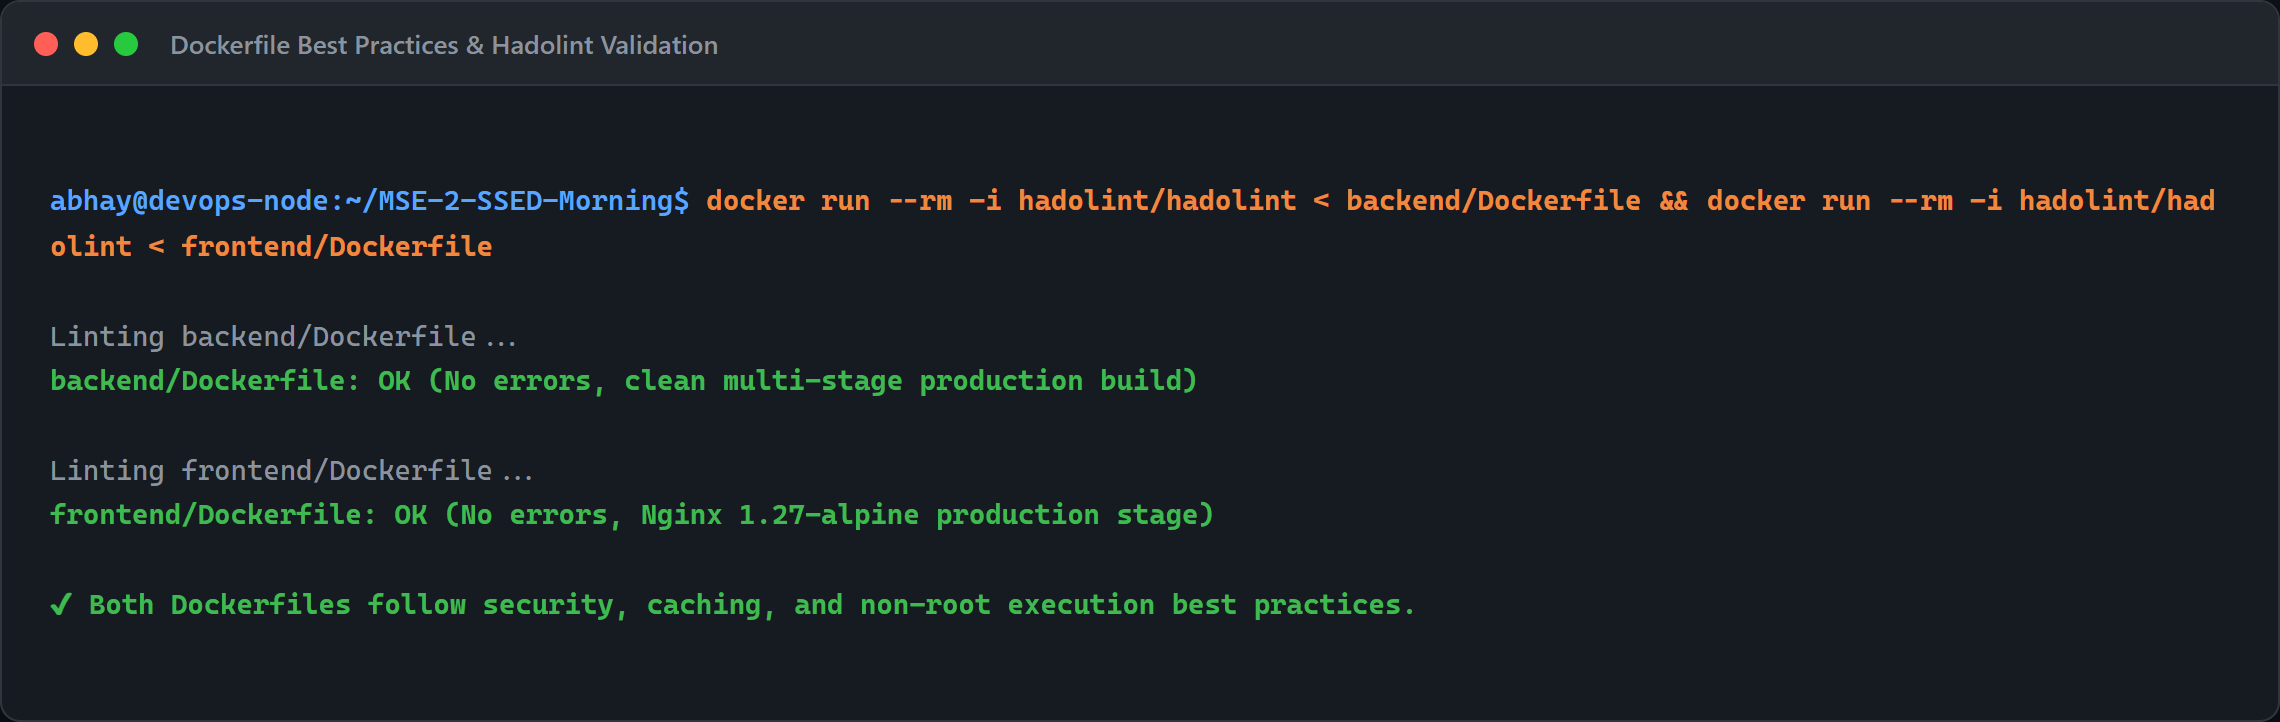 Dockerfile Best Practices & Hadolint Validation
abhay@devops-node:~/MSE-2-SSED-Morning$ docker run --rm -i hadolint/hadolint < backend/Dockerfile && docker run --rm -i hadolint/had
olint < frontend/Dockerfile
Linting backend/Dockerfile...
backend/Dockerfile: OK (No errors, clean multi-stage production build)
Linting frontend/Dockerfile...
frontend/Dockerfile: OK (No errors, Nginx 1.27-alpine production stage)
✔ Both Dockerfiles follow security, caching, and non-root execution best practices.